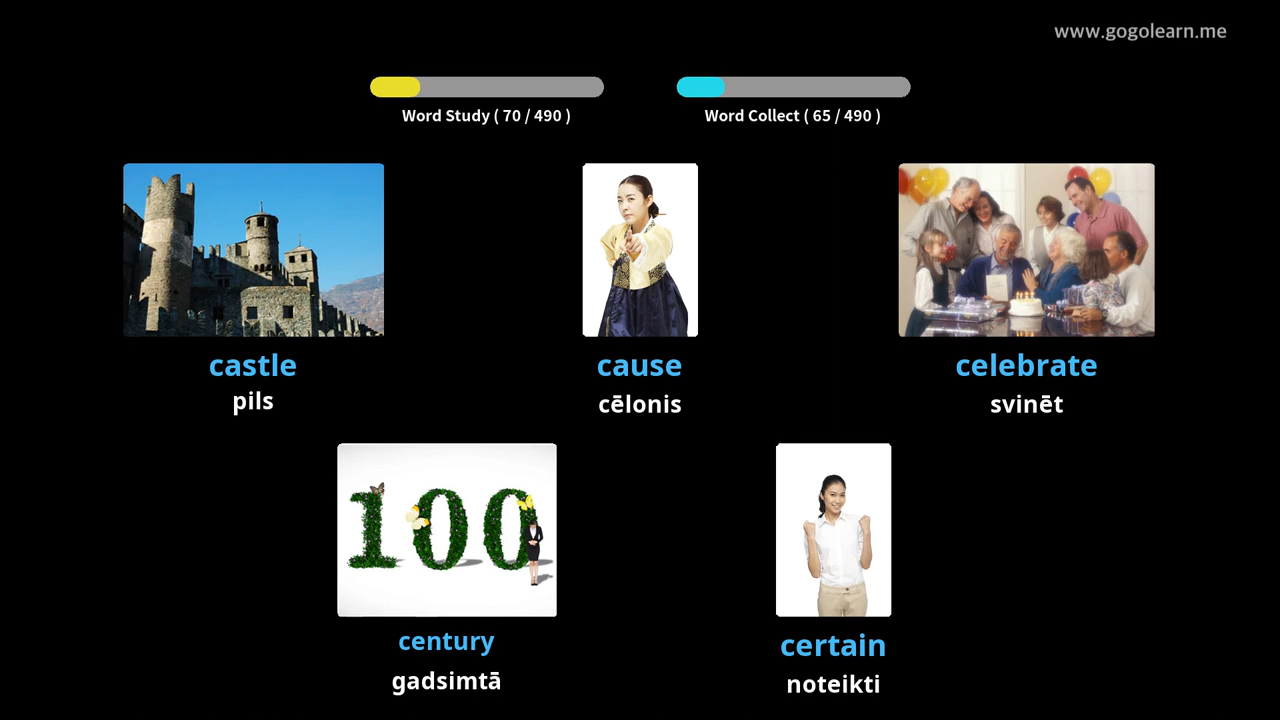 www.gogolearn.me
Word Study ( 70 / 490 )
Word Collect ( 65 / 490 )
castle
pils
cause
cēlonis
celebrate
svinēt
100
century
gadsimtā
certain
noteikti